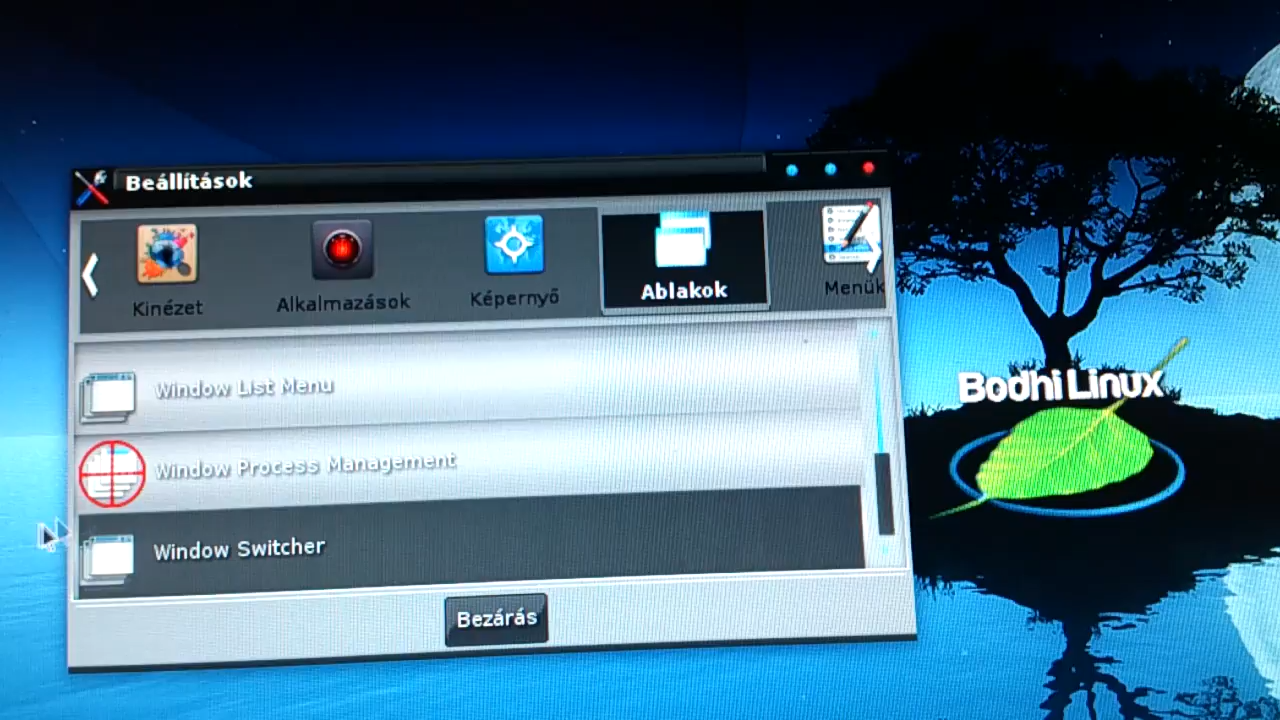 Beállítások
Kinézet
Alkalmazások
Képernyő
Ablakok
Menük
Window List Menu
Window Process Management
Window Switcher
Bezárás
Bodhi Linux